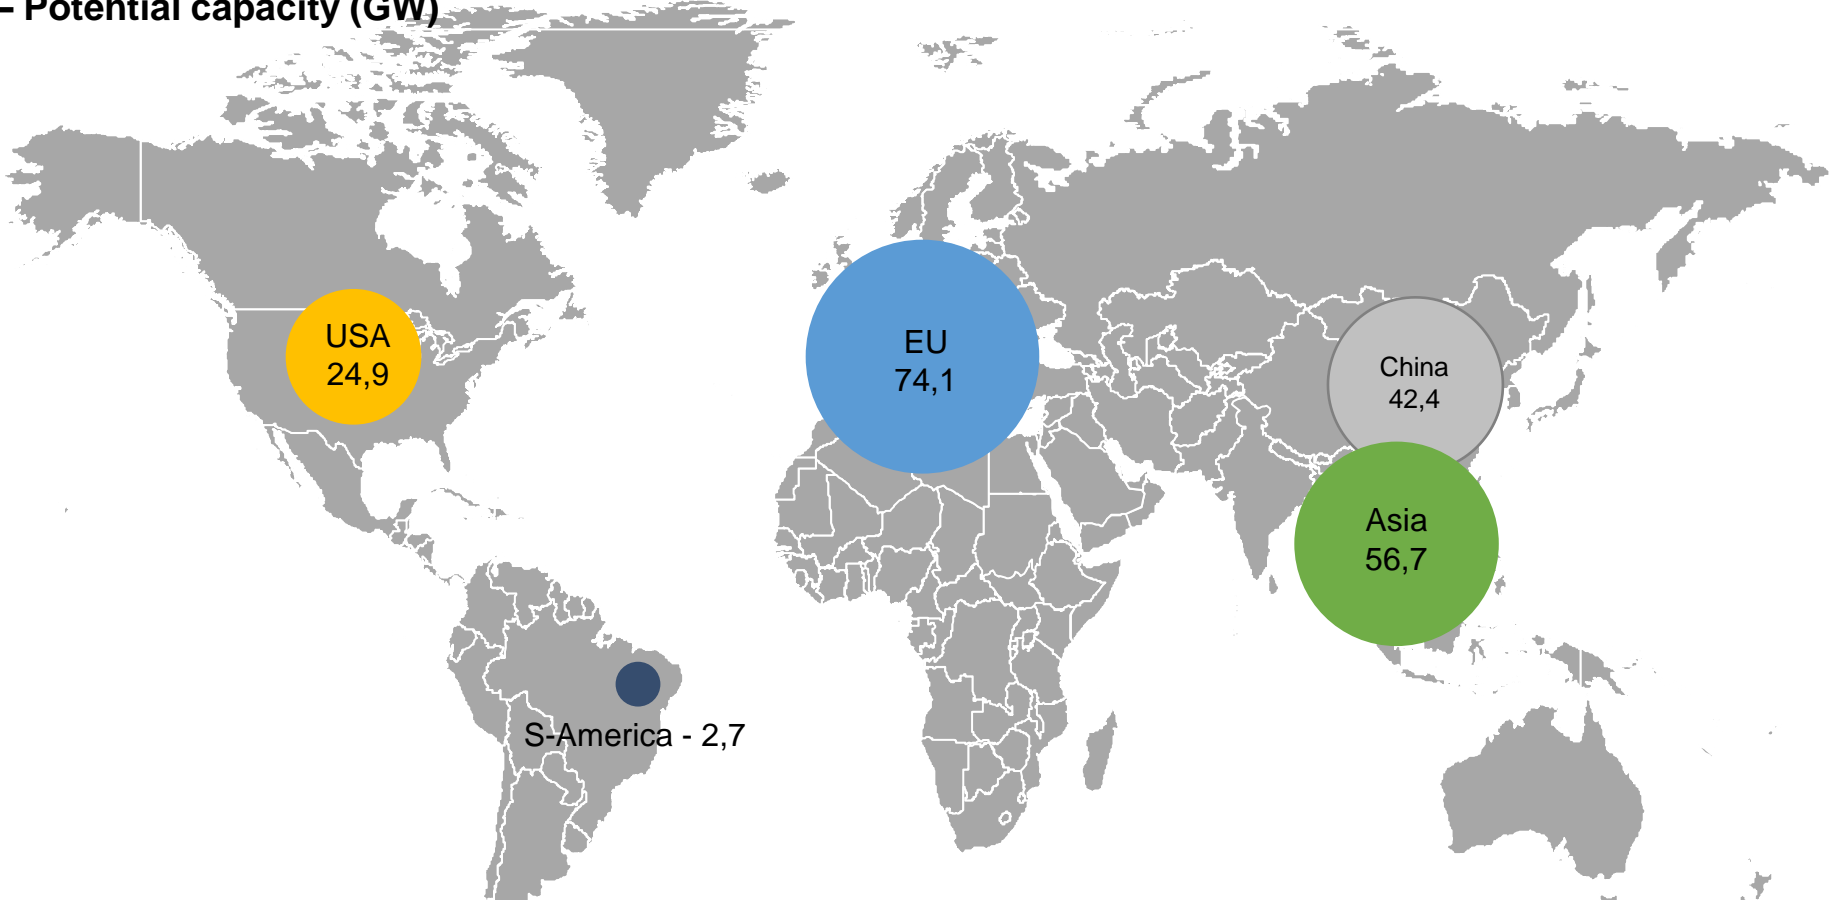 – Potential capacity (GW)
USA
24,9
EU
74,1
China
42,4
Asia
56,7
S-America - 2,7